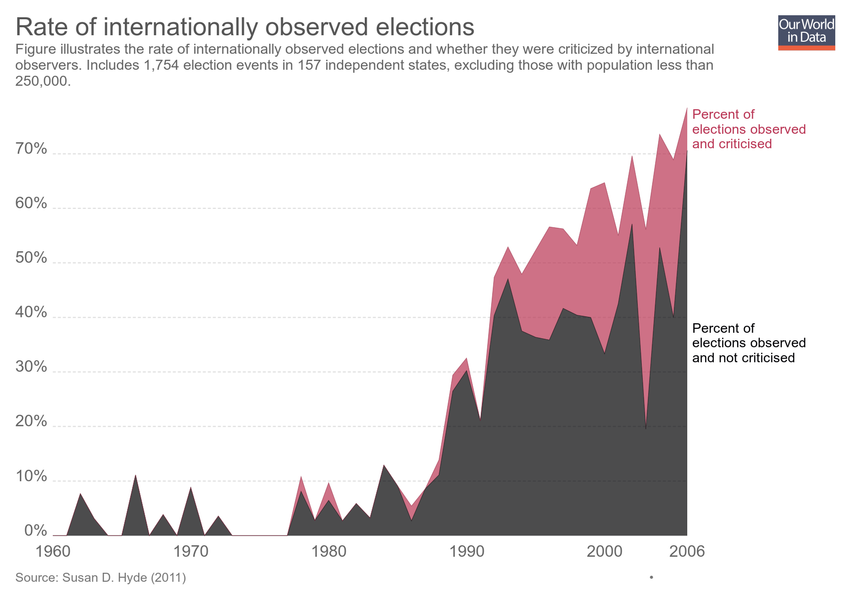 Rate of internationally observed elections
Our World
in Data
Figure illustrates the rate of internationally observed elections and whether they were criticized by international
observers. Includes 1,754 election events in 157 independent states, excluding those with population less than
250,000.
Percent of
elections observed
and criticised
70%
60%
50%
40%
Percent of
elections observed
and not criticised
30%
20%
10%
0%
1960
1970
1980
1990
2000
2006
Source: Susan D. Hyde (2011)